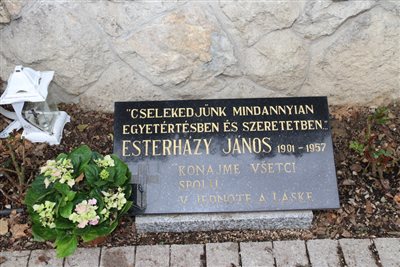 "CSELEKEDJÜNK MINDANNYIAN
EGYETÉRTÉSBEN ÉS SZERETETBEN."
ESTERHÁZY JÁNOS 1901 - 1957
KONAJME VŠETCI
SPOLU
V JEDNOTE A LÁSKE